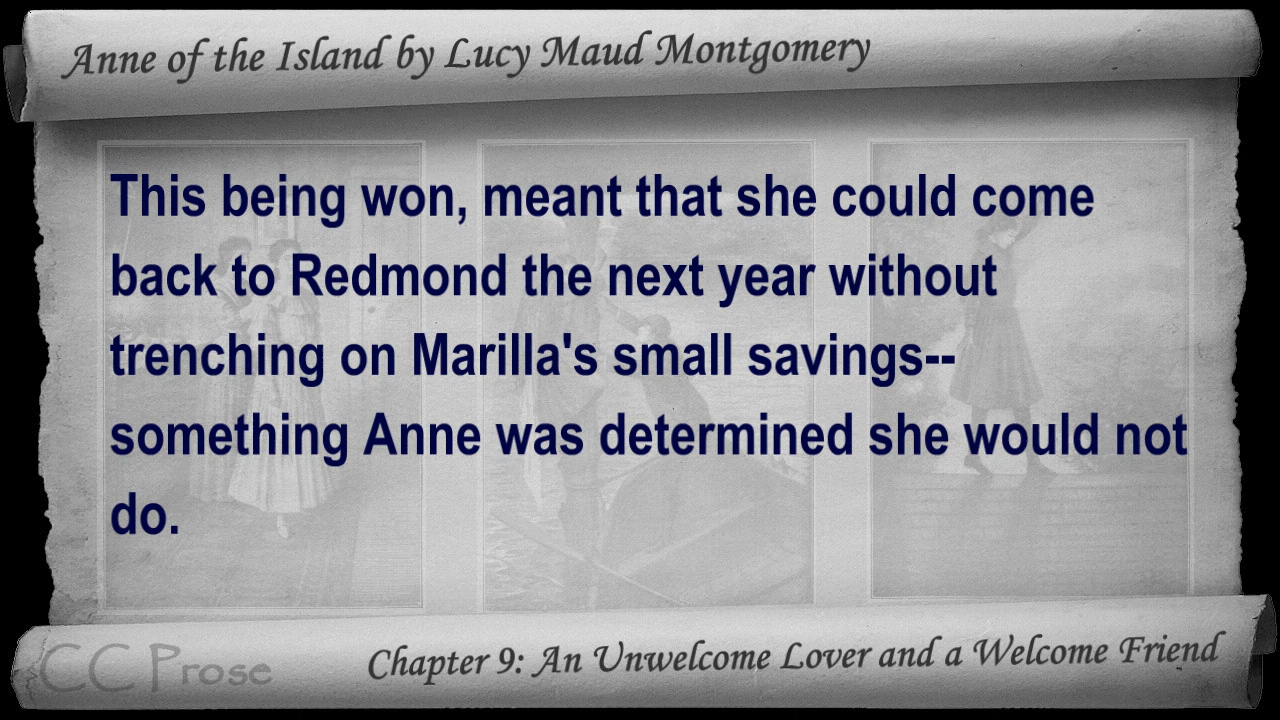 Anne of the Island by Lucy Maud Montgomery
This being won, meant that she could come
back to Redmond the next year without
trenching on Marilla's small savings--
something Anne was determined she would not
do.
CC Prose
Chapter 9: An Unwelcome Lover and a Welcome Friend